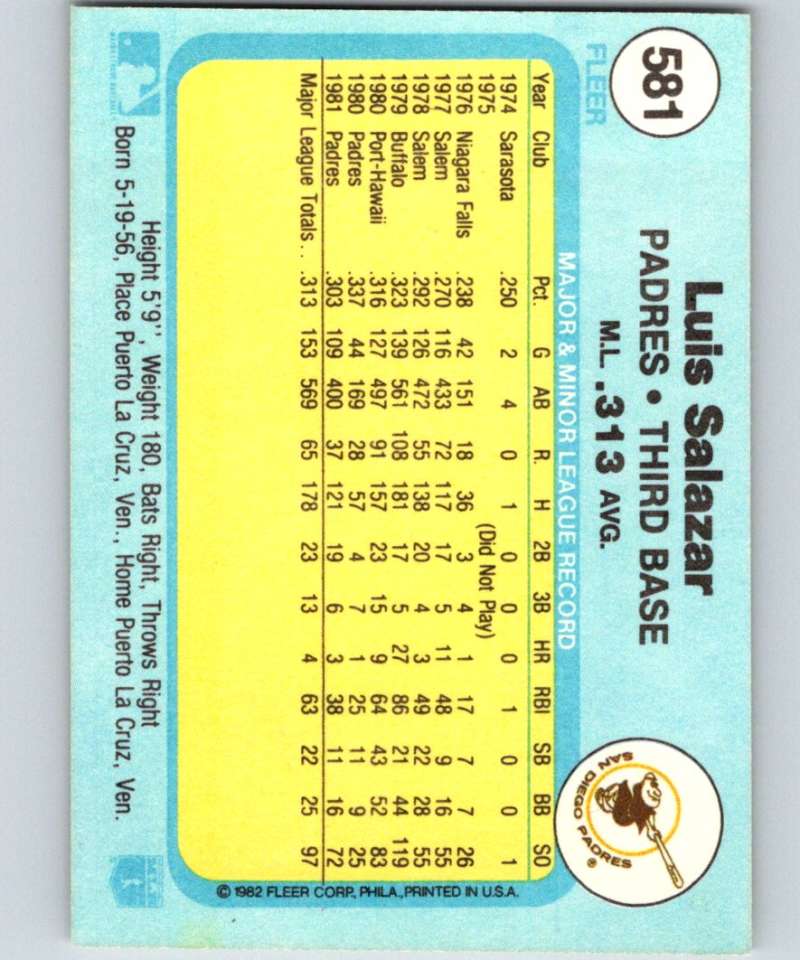 581
FLEER
Luis Salazar
PADRES • THIRD BASE
M.L. .313 AVG.
SAN DIEGO PADRES ®
MAJOR & MINOR LEAGUE RECORD
Year Club Pct. G AB R. H 2B 3B HR RBI SB BB SO
1974 Sarasota .250 2 4 0 1 0 0 0 1 0 0 1
1975 (Did Not Play)
1976 Niagara Falls .238 42 151 18 36 3 4 1 17 7 7 26
1977 Salem .270 116 433 72 117 17 5 11 48 9 16 55
1978 Salem .292 126 472 55 138 20 4 3 49 22 28 55
1979 Buffalo .323 139 561 108 181 17 5 27 86 21 44 119
1980 Port-Hawaii .316 127 497 91 157 23 15 9 64 43 52 83
1980 Padres .337 44 169 28 57 4 7 1 25 11 9 25
1981 Padres .303 109 400 37 121 19 6 3 38 11 16 72
Major League Totals. . .313 153 569 65 178 23 13 4 63 22 25 97
© 1982 FLEER CORP., PHILA., PRINTED IN U.S.A.
Height 5'9'', Weight 180, Bats Right, Throws Right
Born 5-19-56, Place Puerto La Cruz, Ven., Home Puerto La Cruz, Ven.